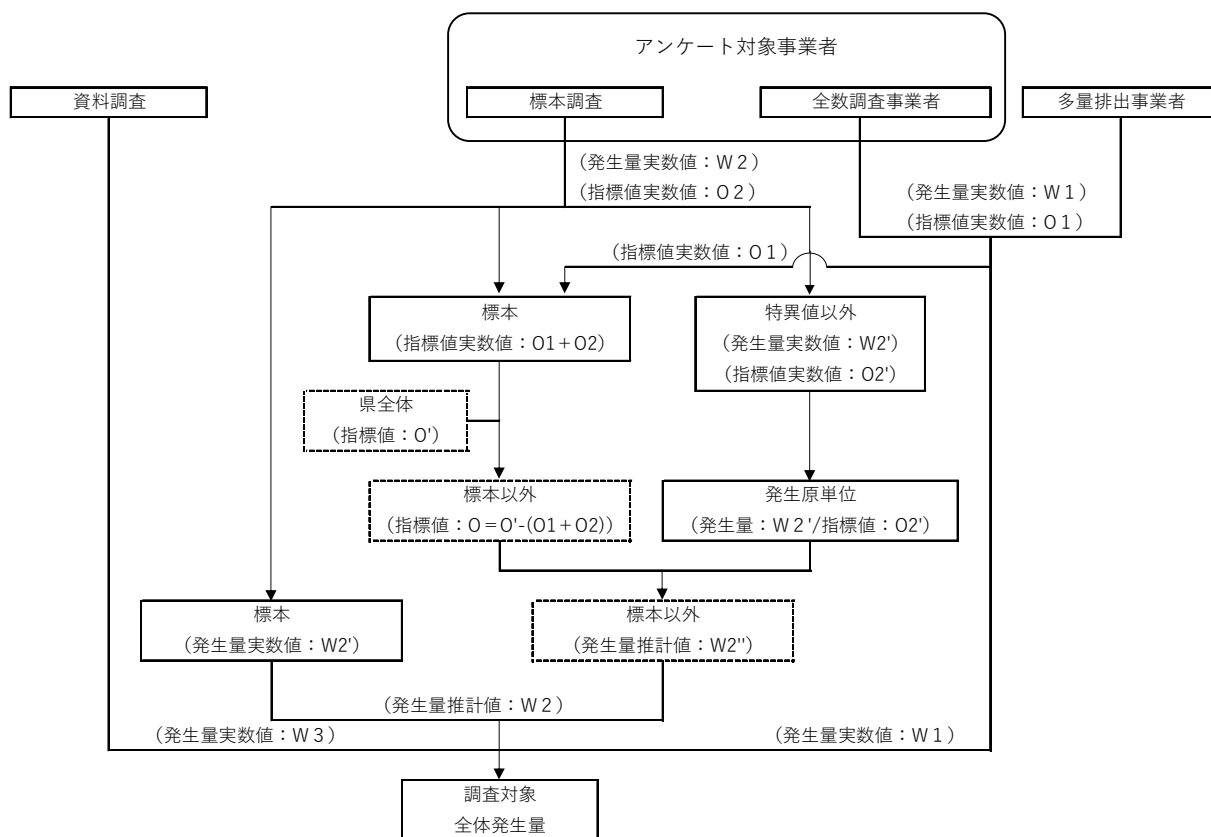 アンケート対象事業者
資料調査
標本調査
全数調査事業者
多量排出事業者
（発生量実数値：W２）
（指標値実数値：O２）
（発生量実数値：W１）
（指標値実数値：O１）
（指標値実数値：O１）
標本
（指標値実数値：O1＋O2）
特異値以外
（発生量実数値：W2'）
（指標値実数値：O2'）
県全体
（指標値：O'）
標本以外
（指標値：O＝O'-(O1＋O2)）
発生原単位
（発生量：W２'/指標値：O2'）
標本
（発生量実数値：W2'）
標本以外
（発生量推計値：W2''）
（発生量推計値：W２）
（発生量実数値：W３）
（発生量実数値：W１）
調査対象
全体発生量